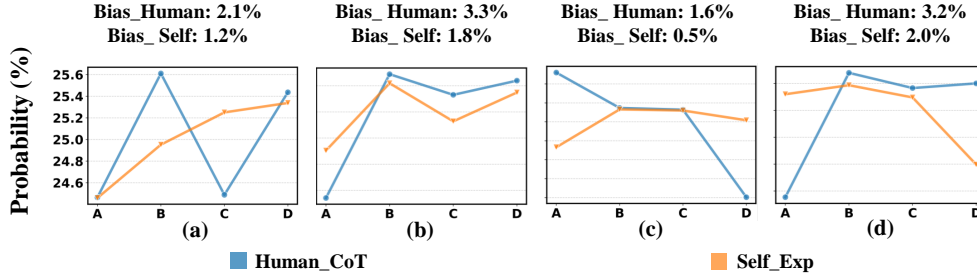 Bias_Human: 2.1%
Bias_ Self: 1.2%
Bias_ Human: 3.3%
Bias_ Self: 1.8%
Bias_ Human: 1.6%
Bias_ Self: 0.5%
Bias_ Human: 3.2%
Bias_ Self: 2.0%
Probability (%)
25.6
25.4
25.2
25.0
24.8
24.6
A B C D
A B C D
A B C D
A B C D
(a) (b) (c) (d)
Human_CoT Self_Exp